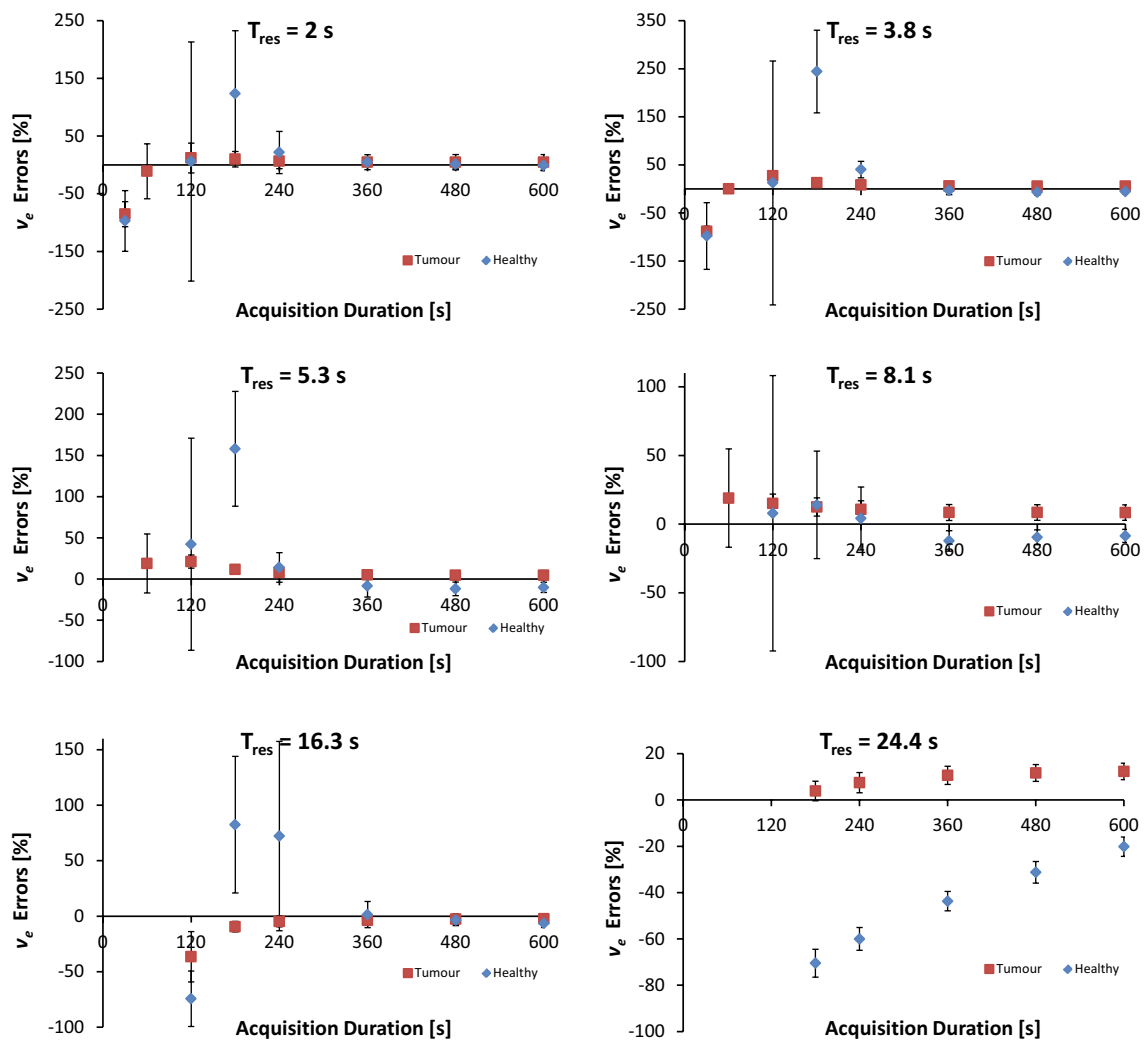 T_res = 2 s
250
150
50
-50
-150
-250
0 120 240 360 480 600
v_e Errors [%]
Tumour Healthy
Acquisition Duration [s]
T_res = 3.8 s
350
250
150
50
-50
-150
-250
0 120 240 360 480 600
v_e Errors [%]
Tumour Healthy
Acquisition Duration [s]
T_res = 5.3 s
250
200
150
100
50
0
-50
-100
0 120 240 360 480 600
v_e Errors [%]
Tumour Healthy
Acquisition Duration [s]
T_res = 8.1 s
100
50
0
-50
-100
0 120 240 360 480 600
v_e Errors [%]
Tumour Healthy
Acquisition Duration [s]
T_res = 16.3 s
150
100
50
0
-50
-100
0 120 240 360 480 600
v_e Errors [%]
Tumour Healthy
Acquisition Duration [s]
T_res = 24.4 s
20
0
-20
-40
-60
-80
-100
0 120 240 360 480 600
v_e Errors [%]
Tumour Healthy
Acquisition Duration [s]